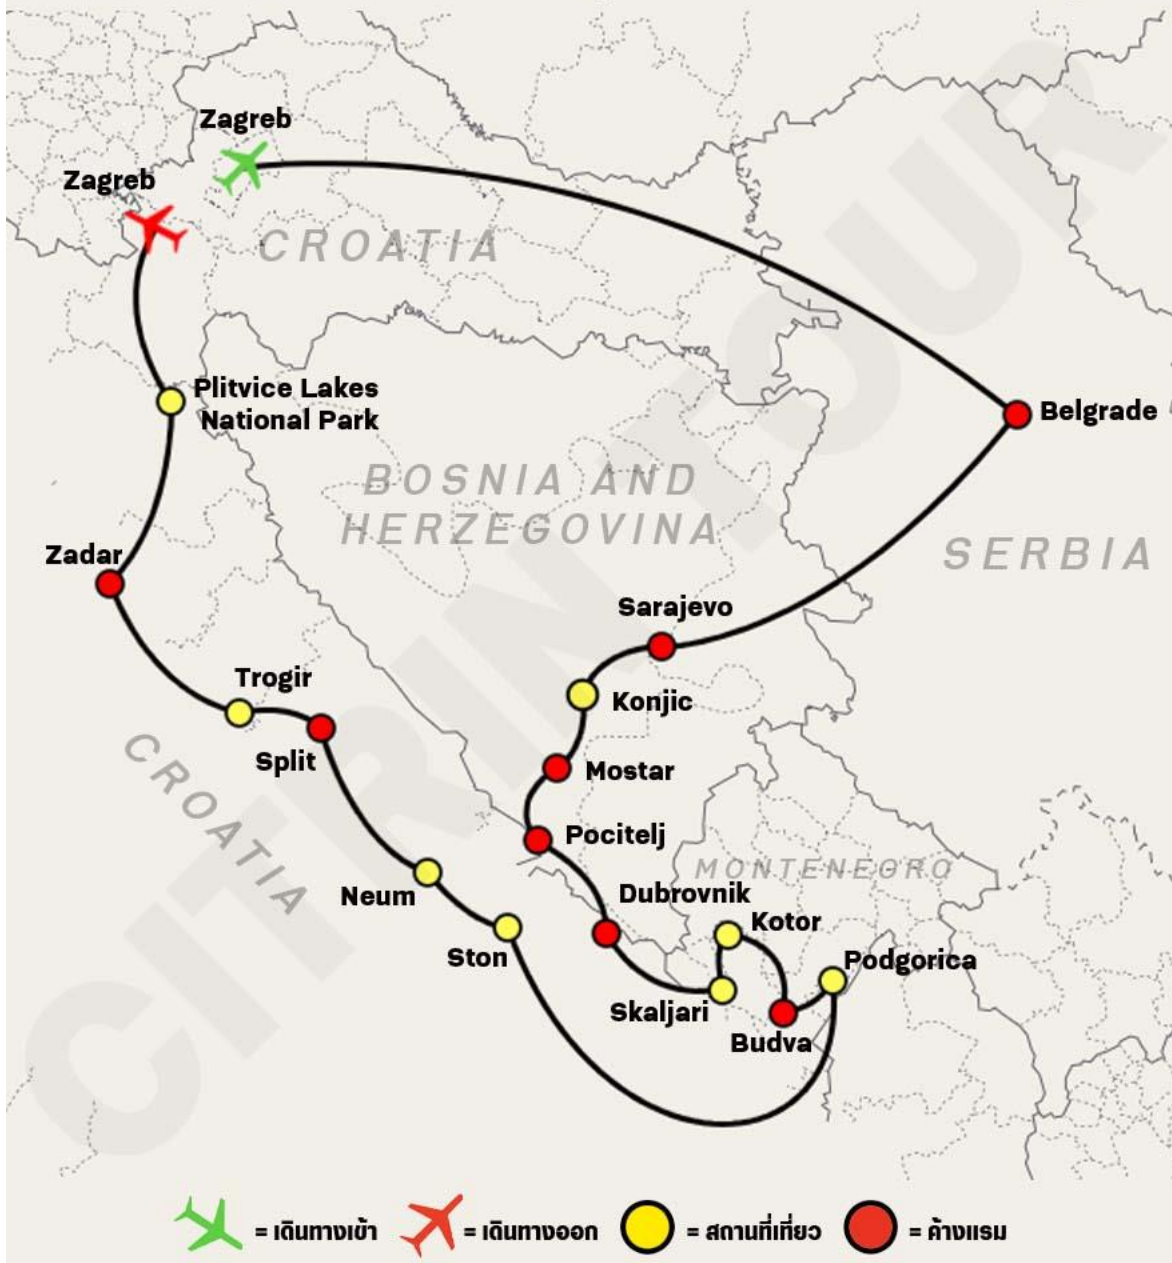 Zagreb
Zagreb
CROATIA
Plitvice Lakes
National Park
Belgrade
BOSNIA AND
HERZEGOVINA
SERBIA
Zadar
Sarajevo
Trogir
Konjic
CROATIA
Split
Mostar
Pocitelj
MONTENEGRO
Neum
Dubrovnik
Kotor
Ston
Podgorica
Skaljari
Budva
CITRIN TOUR
= เดินทางเข้า
= เดินทางออก
= สถานที่เที่ยว
= ค้างแรม